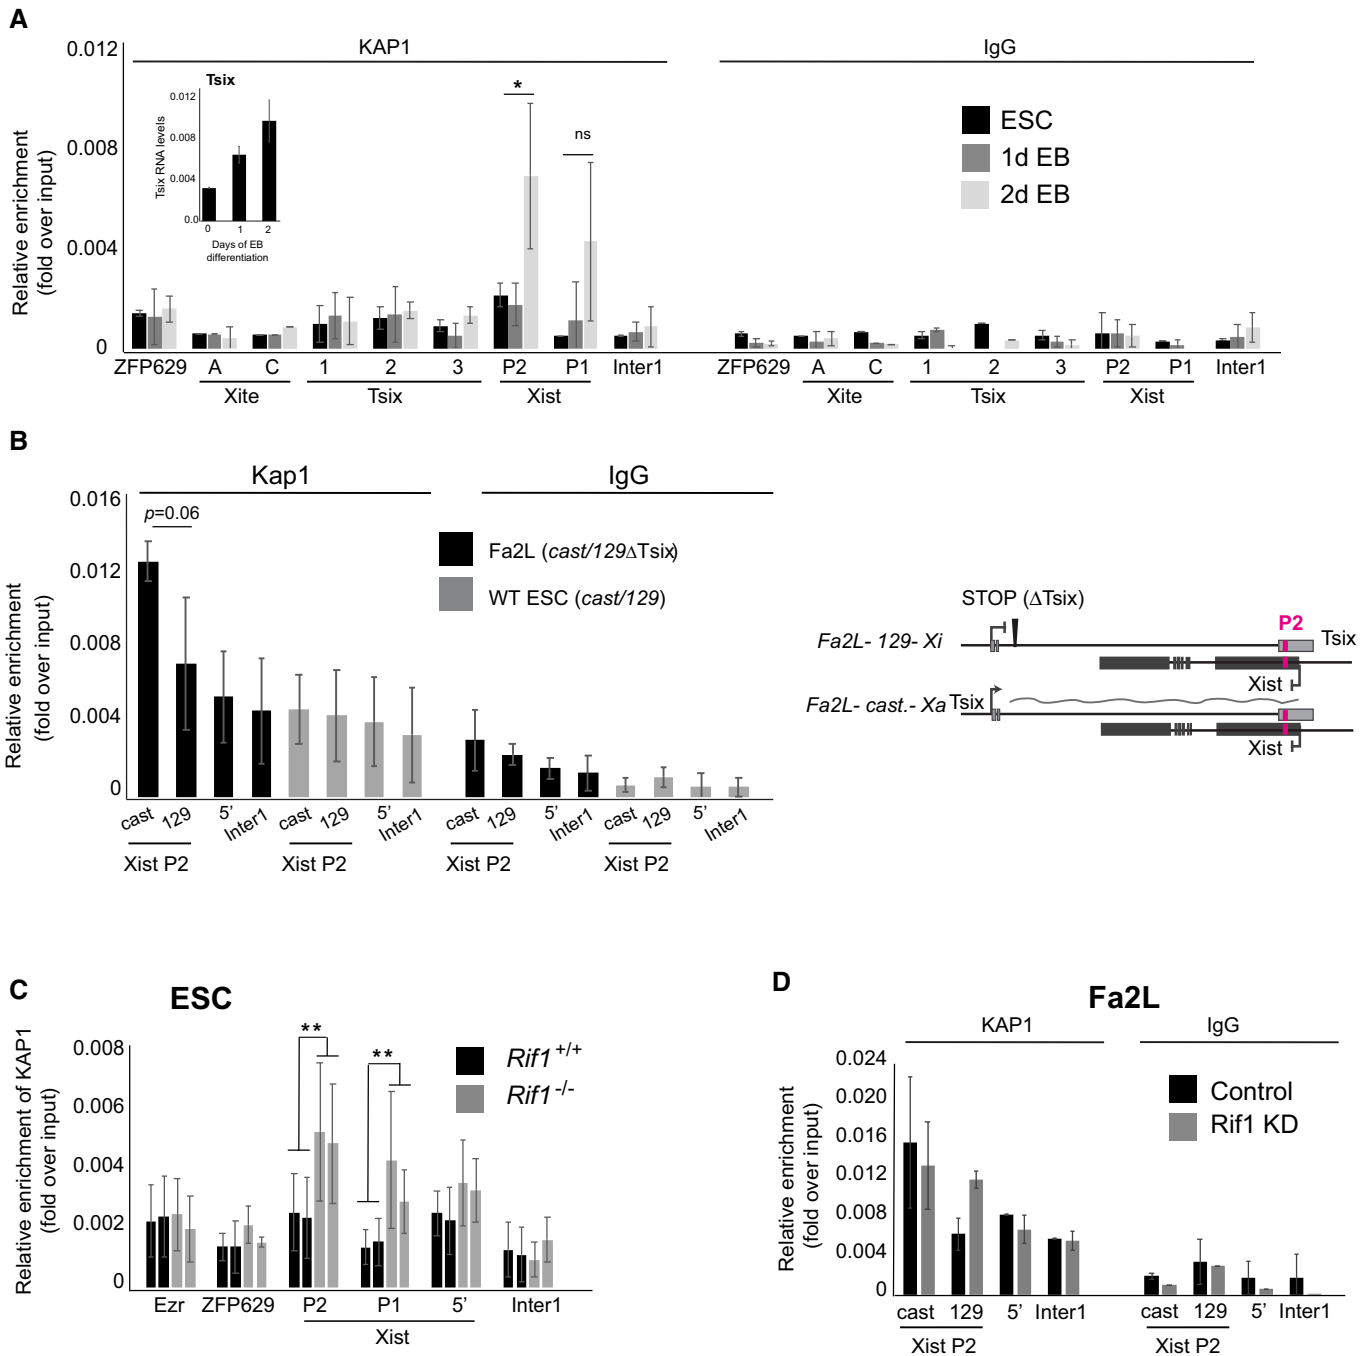 A
KAP1
IgG
Relative enrichment
(fold over input)
0.012
0.008
0.004
0
Tsix
Tsix RNA levels
0.012
0.008
0.004
0.0
0 1 2
Days of EB
differentiation
*
ns
ESC
1d EB
2d EB
ZFP629 A C 1 2 3 P2 P1 Inter1
Xite Tsix Xist
ZFP629 A C 1 2 3 P2 P1 Inter1
Xite Tsix Xist
B
Kap1
IgG
Relative enrichment
(fold over input)
0.016
0.012
0.008
0.004
0
p=0.06
Fa2L (cast/129ΔTsix)
WT ESC (cast/129)
cast 129 5' Inter1 cast 129 5' Inter1
Xist P2 Xist P2
cast 129 5' Inter1 cast 129 5' Inter1
Xist P2 Xist P2
STOP (ΔTsix)
P2
Fa2L- 129- Xi
Tsix
Xist
Fa2L- cast.- Xa
Tsix
Xist
C
ESC
Relative enrichment of KAP1
(fold over input)
0.008
0.006
0.004
0.002
0
**
**
Rif1+/+
Rif1-/-
Ezr ZFP629 P2 P1 5' Inter1
Xist
D
Fa2L
KAP1
IgG
Relative enrichment
(fold over input)
0.024
0.020
0.016
0.012
0.008
0.004
0
Control
Rif1 KD
cast 129 5' Inter1
Xist P2
cast 129 5' Inter1
Xist P2